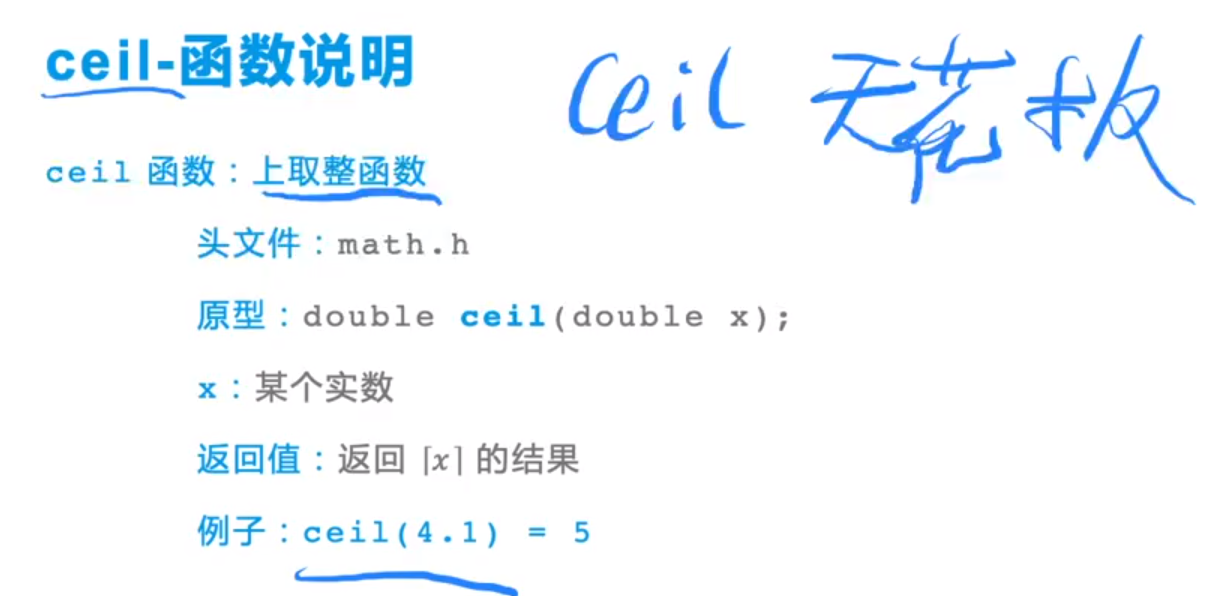 ceil-函数说明
ceil 天花板
ceil 函数：上取整函数
头文件：math.h
原型：double ceil(double x);
x：某个实数
返回值：返回 ⌈x⌉ 的结果
例子：ceil(4.1) = 5